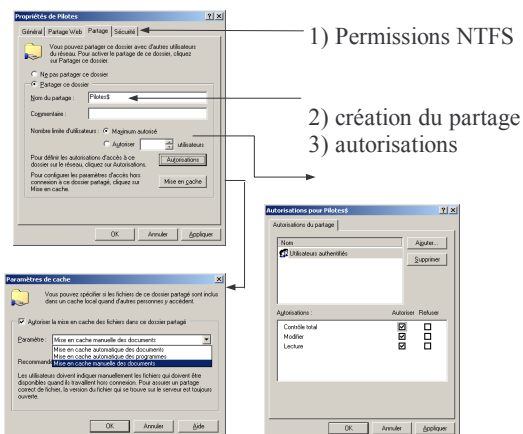 Propriétés de Pilotes
Général Partage Web Partage Sécurité
Vous pouvez partager ce dossier avec d'autres utilisateurs
du réseau. Pour activer le partage de ce dossier, cliquez
sur Partager ce dossier.
Ne pas partager ce dossier
Partager ce dossier
Nom du partage : Pilotes$
Commentaire :
Nombre limite d'utilisateurs : Maximum autorisé
Autoriser utilisateurs
Pour définir les autorisations d'accès à ce
dossier sur le réseau, cliquez sur Autorisations.
Autorisations
Pour configurer les paramètres d'accès hors
connexion à ce dossier partagé, cliquez sur
Mise en cache.
Mise en cache
OK Annuler Appliquer
1) Permissions NTFS
2) création du partage
3) autorisations
Paramètres de cache
Vous pouvez spécifier si les fichiers de ce dossier partagé sont inclus
dans un cache local quand d'autres personnes y accèdent.
Autoriser la mise en cache des fichiers dans ce dossier partagé
Paramètre : Mise en cache manuelle des documents
Mise en cache automatique des documents
Mise en cache automatique des programmes
Recommand Mise en cache manuelle des documents
Les utilisateurs doivent indiquer manuellement les fichiers qui doivent être
disponibles quand ils travaillent hors connexion. Pour assurer un partage
correct de fichier, la version du fichier qui se trouve sur le serveur est toujours
ouverte.
OK Annuler Aide
Autorisations pour Pilotes$
Autorisations du partage
Nom
Utilisateurs authentifiés
Ajouter...
Supprimer
Autorisations : Autoriser Refuser
Contrôle total
Modifier
Lecture
OK Annuler Appliquer